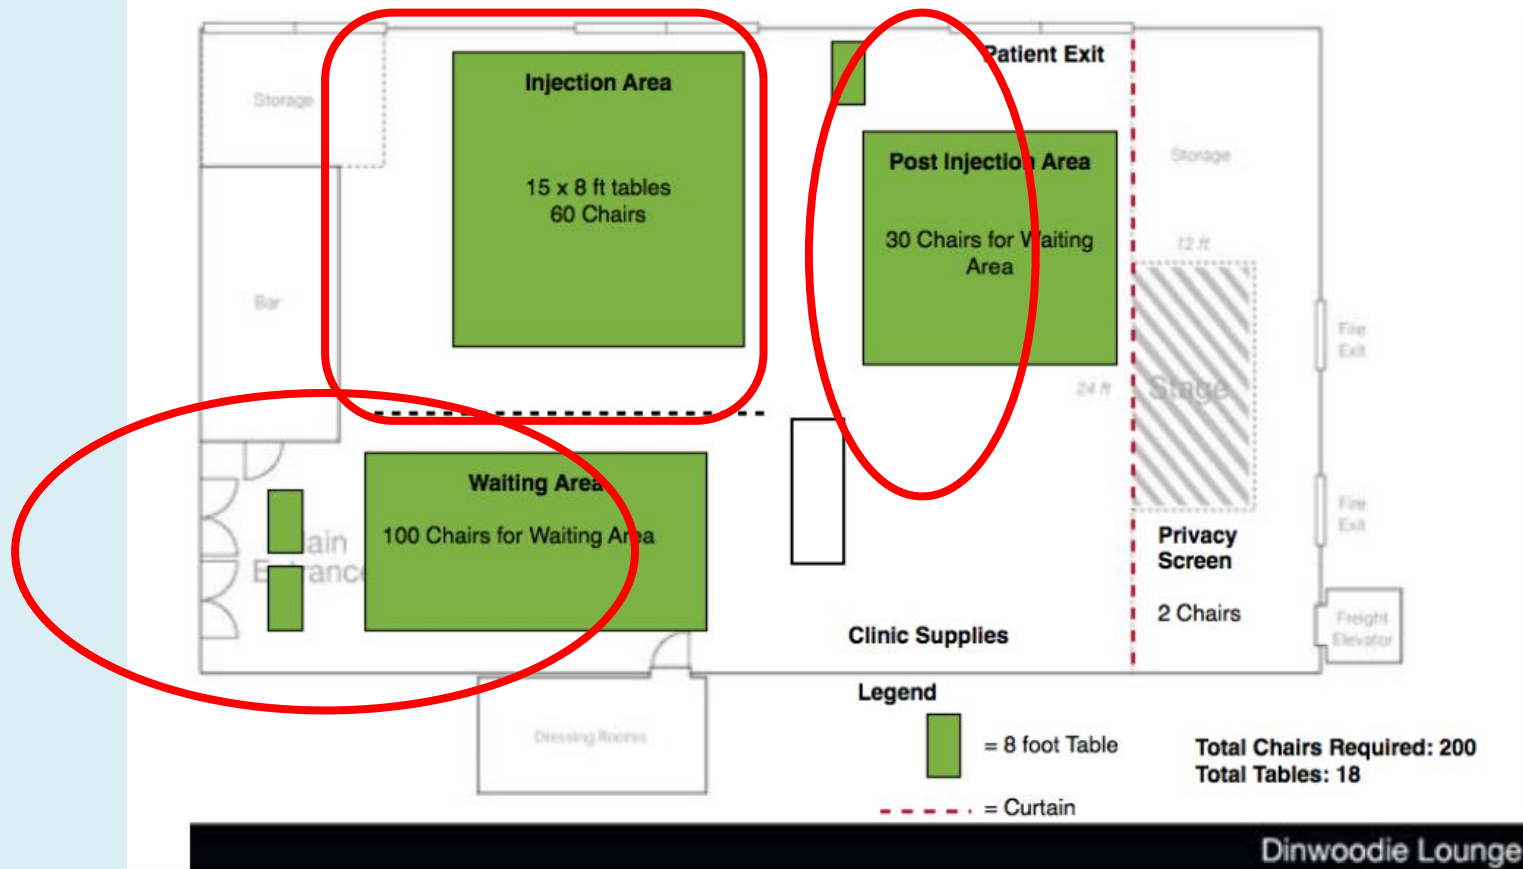 Storage
Injection Area
15 x 8 ft tables
60 Chairs
Patient Exit
Post Injection Area
30 Chairs for Waiting
Area
Storage
12 ft
Bar
Fire
Exit
24 ft
Stage
Waiting Area
100 Chairs for Waiting Area
Main
Entrance
Fire
Exit
Privacy
Screen
2 Chairs
Clinic Supplies
Freight
Elevator
Dressing Rooms
Legend
= 8 foot Table
= Curtain
Total Chairs Required: 200
Total Tables: 18
Dinwoodie Lounge